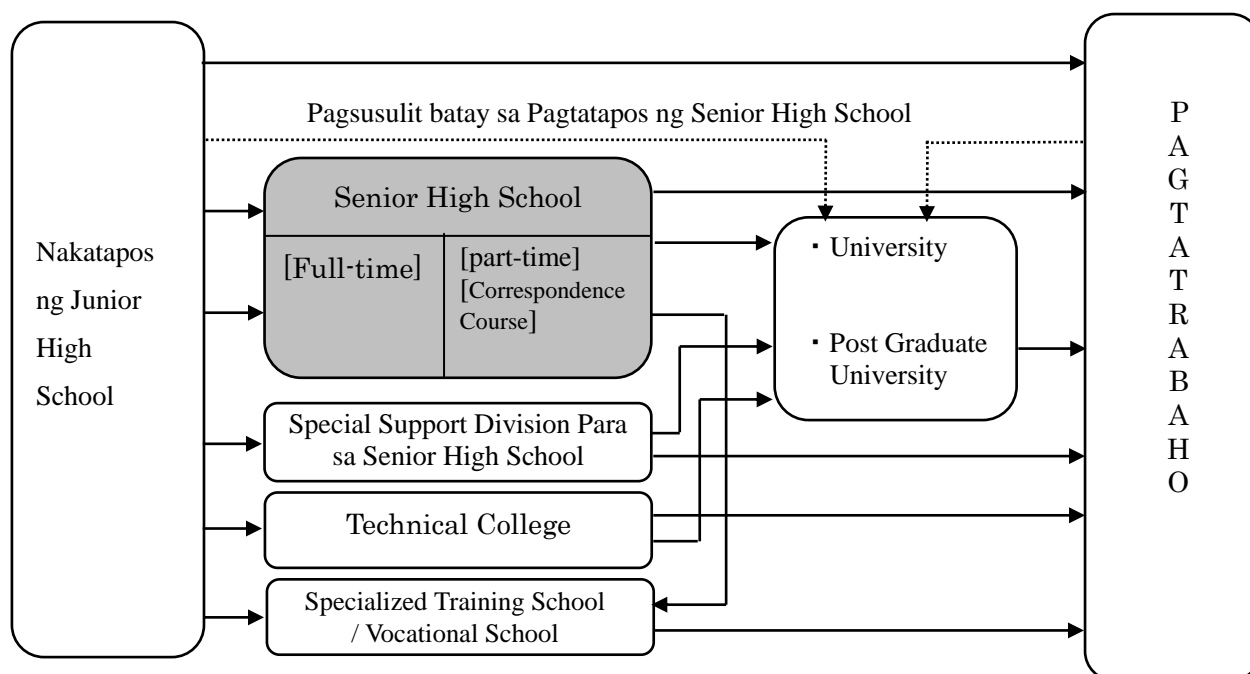 Pagsusulit batay sa Pagtatapos ng Senior High School
Nakatapos
ng Junior
High
School
Senior High School
[Full-time]
[part-time]
[Correspondence
Course]
Special Support Division Para
sa Senior High School
Technical College
Specialized Training School
/ Vocational School
・ University
・ Post Graduate
University
P
A
G
T
A
T
R
A
B
A
H
O